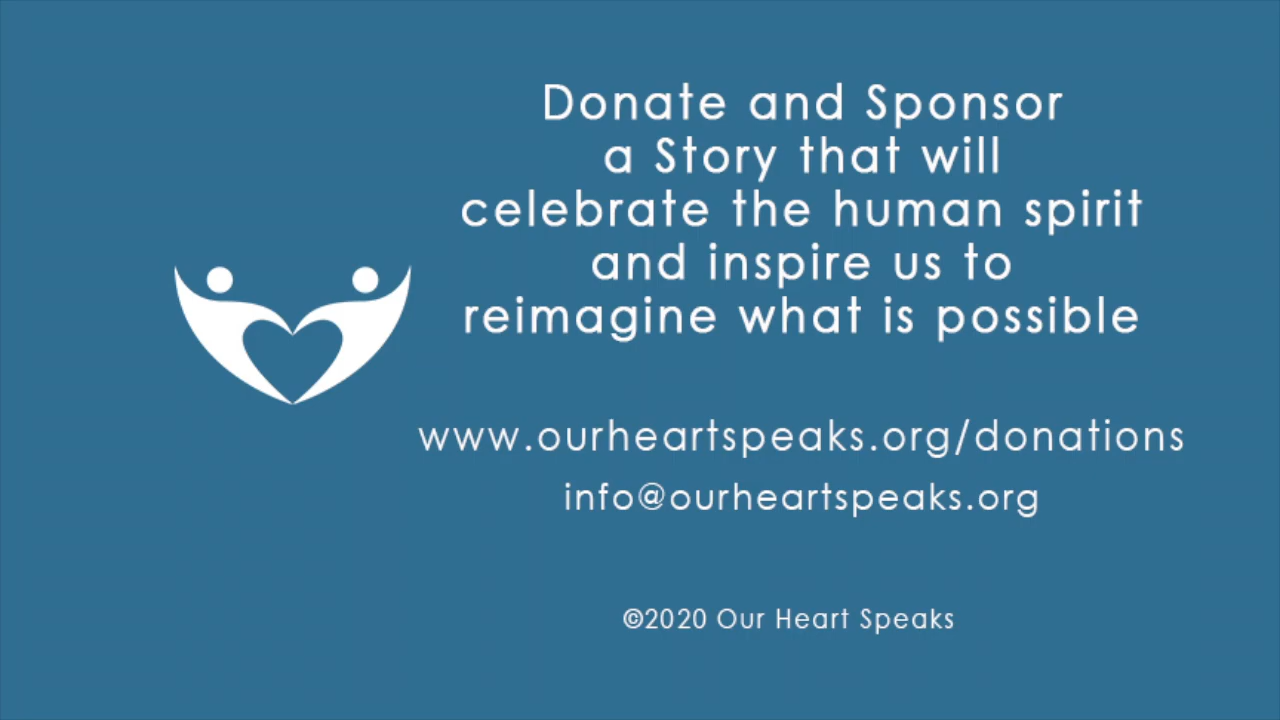 Donate and Sponsor
a Story that will
celebrate the human spirit
and inspire us to
reimagine what is possible
www.ourheartspeaks.org/donations
info@ourheartspeaks.org
©2020 Our Heart Speaks